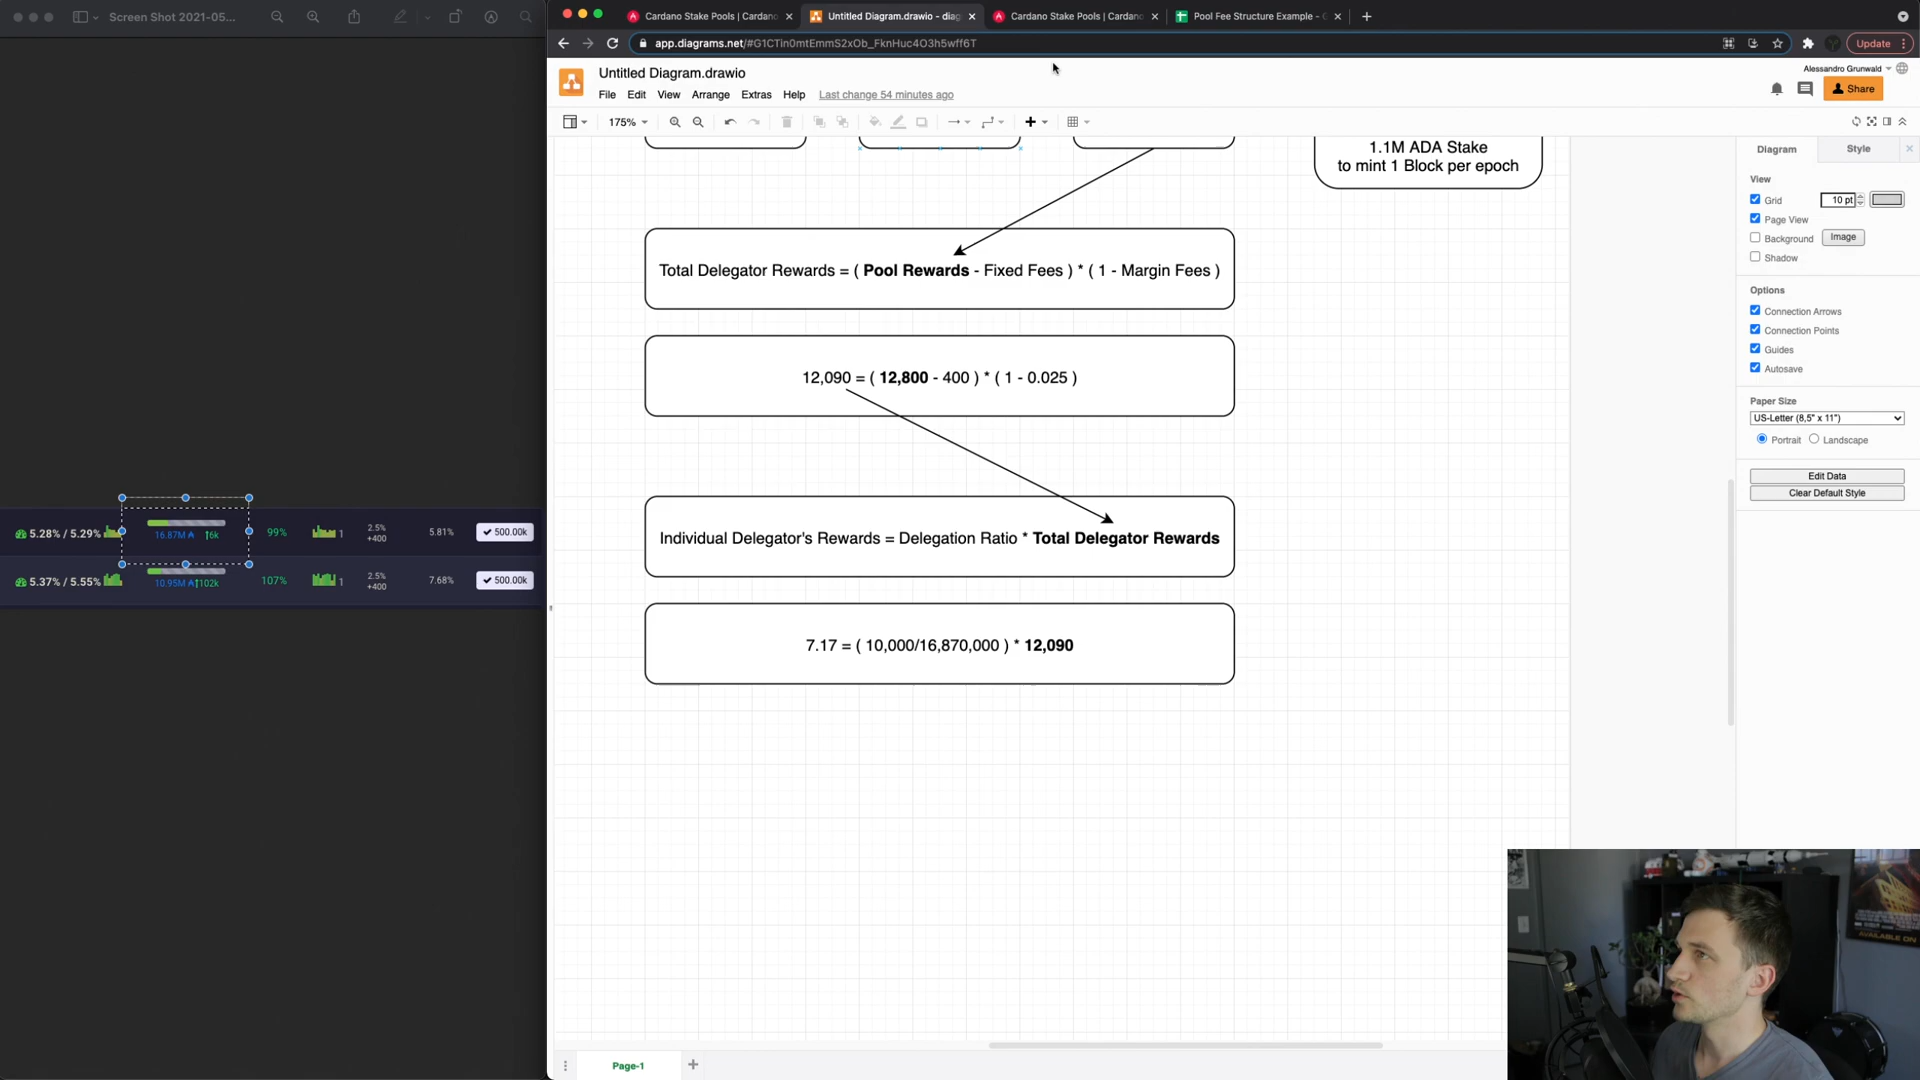 Screen Shot 2021-05...
5.28% / 5.29%
16.87M ₳ ↑6k
99%
1
2.5%
+400
5.81%
500.00k
5.37% / 5.55%
10.95M ₳ ↑102k
107%
1
2.5%
+400
7.68%
500.00k
Cardano Stake Pools | Cardano
Untitled Diagram.drawio - diag
Cardano Stake Pools | Cardano
Pool Fee Structure Example - G
app.diagrams.net/#G1CTin0mtEmmS2xOb_FknHuc4O3h5wff6T
Update
Untitled Diagram.drawio
Alessandro Grunwald
File Edit View Arrange Extras Help Last change 54 minutes ago
Share
175%
1.1M ADA Stake
to mint 1 Block per epoch
Total Delegator Rewards = ( Pool Rewards - Fixed Fees ) * ( 1 - Margin Fees )
12,090 = ( 12,800 - 400 ) * ( 1 - 0.025 )
Individual Delegator's Rewards = Delegation Ratio * Total Delegator Rewards
7.17 = ( 10,000/16,870,000 ) * 12,090
Diagram Style
View
Grid 10 pt
Page View
Background Image
Shadow
Options
Connection Arrows
Connection Points
Guides
Autosave
Paper Size
US-Letter (8,5" x 11")
Portrait Landscape
Edit Data
Clear Default Style
AVAILABLE ON
Page-1